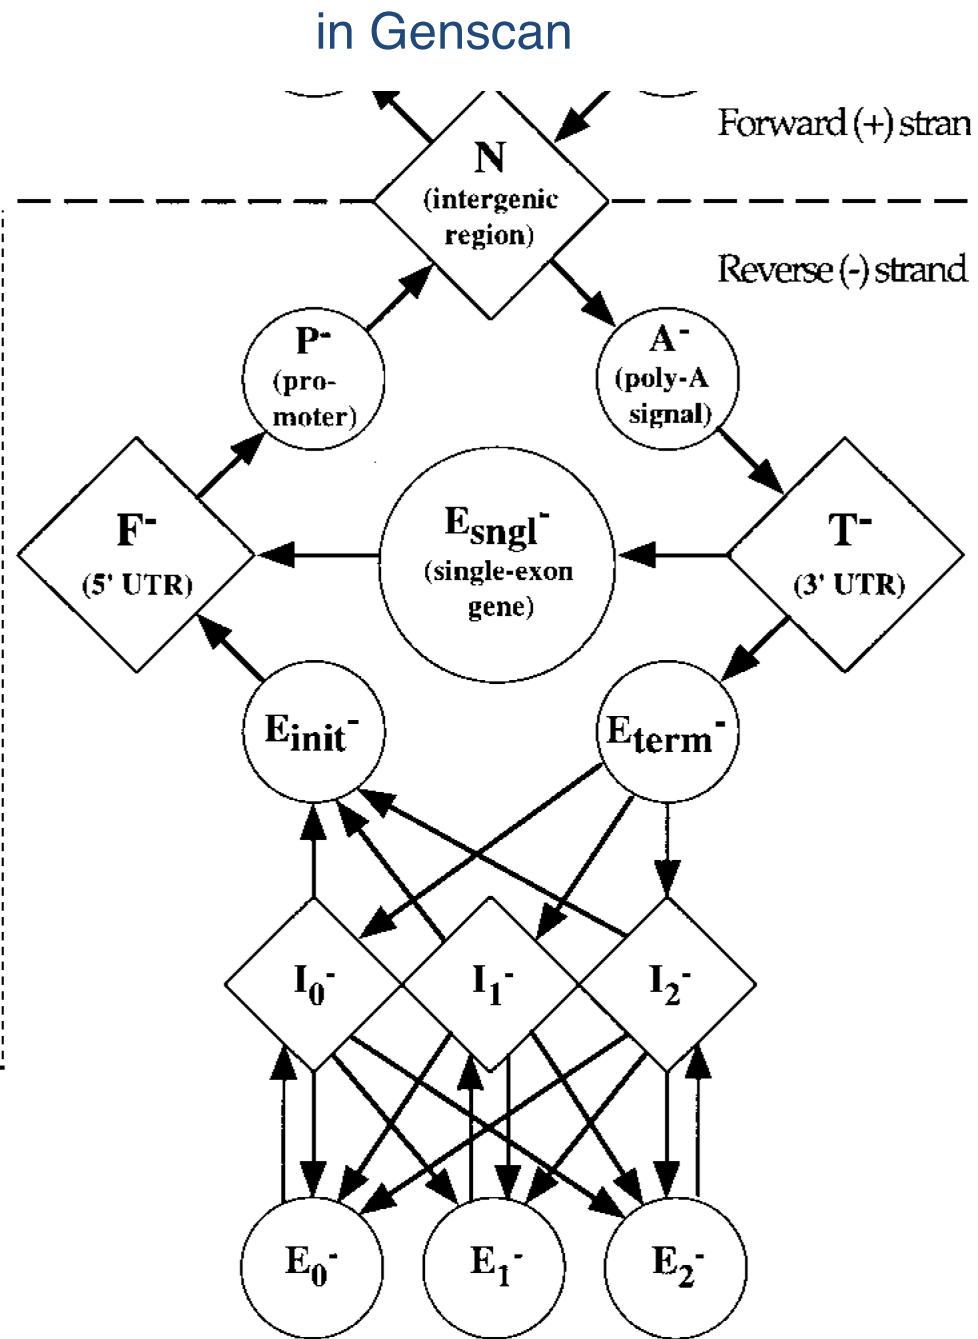 in Genscan
Forward (+) stran
N
(intergenic
region)
Reverse (-) strand
P-
(pro-
moter)
A-
(poly-A
signal)
F-
(5' UTR)
Esngl-
(single-exon
gene)
T-
(3' UTR)
Einit-
Eterm-
I0-
I1-
I2-
E0-
E1-
E2-